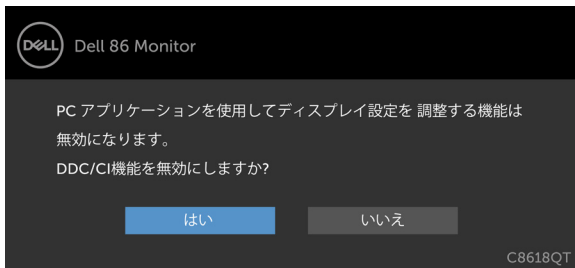 DELL
Dell 86 Monitor
PC アプリケーションを使用してディスプレイ設定を 調整する機能は
無効になります。
DDC/CI機能を無効にしますか?
はい
いいえ
C8618QT